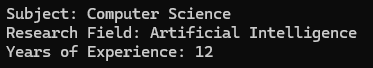 Subject: Computer Science
Research Field: Artificial Intelligence
Years of Experience: 12